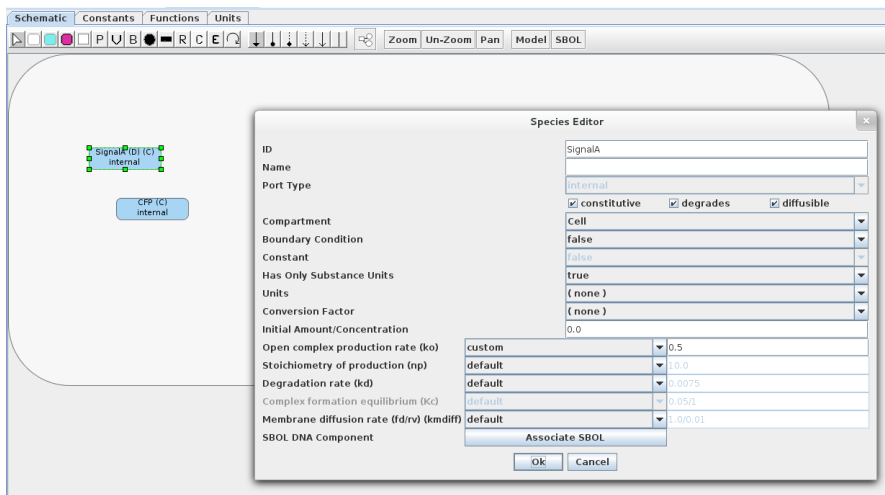 Schematic Constants Functions Units
P V B R C E Zoom Un-Zoom Pan Model SBOL
Species Editor
SignalA (D) (C)
internal
CFP (C)
internal
ID SignalA
Name
Port Type internal
constitutive degrades diffusible
Compartment Cell
Boundary Condition false
Constant false
Has Only Substance Units true
Units ( none )
Conversion Factor ( none )
Initial Amount/Concentration 0.0
Open complex production rate (ko) custom 0.5
Stoichiometry of production (np) default 10.0
Degradation rate (kd) default 0.0075
Complex formation equilibrium (Kc) default 0.05/1
Membrane diffusion rate (fd/rv) (kmdiff) default 1.0/0.01
SBOL DNA Component Associate SBOL
Ok Cancel